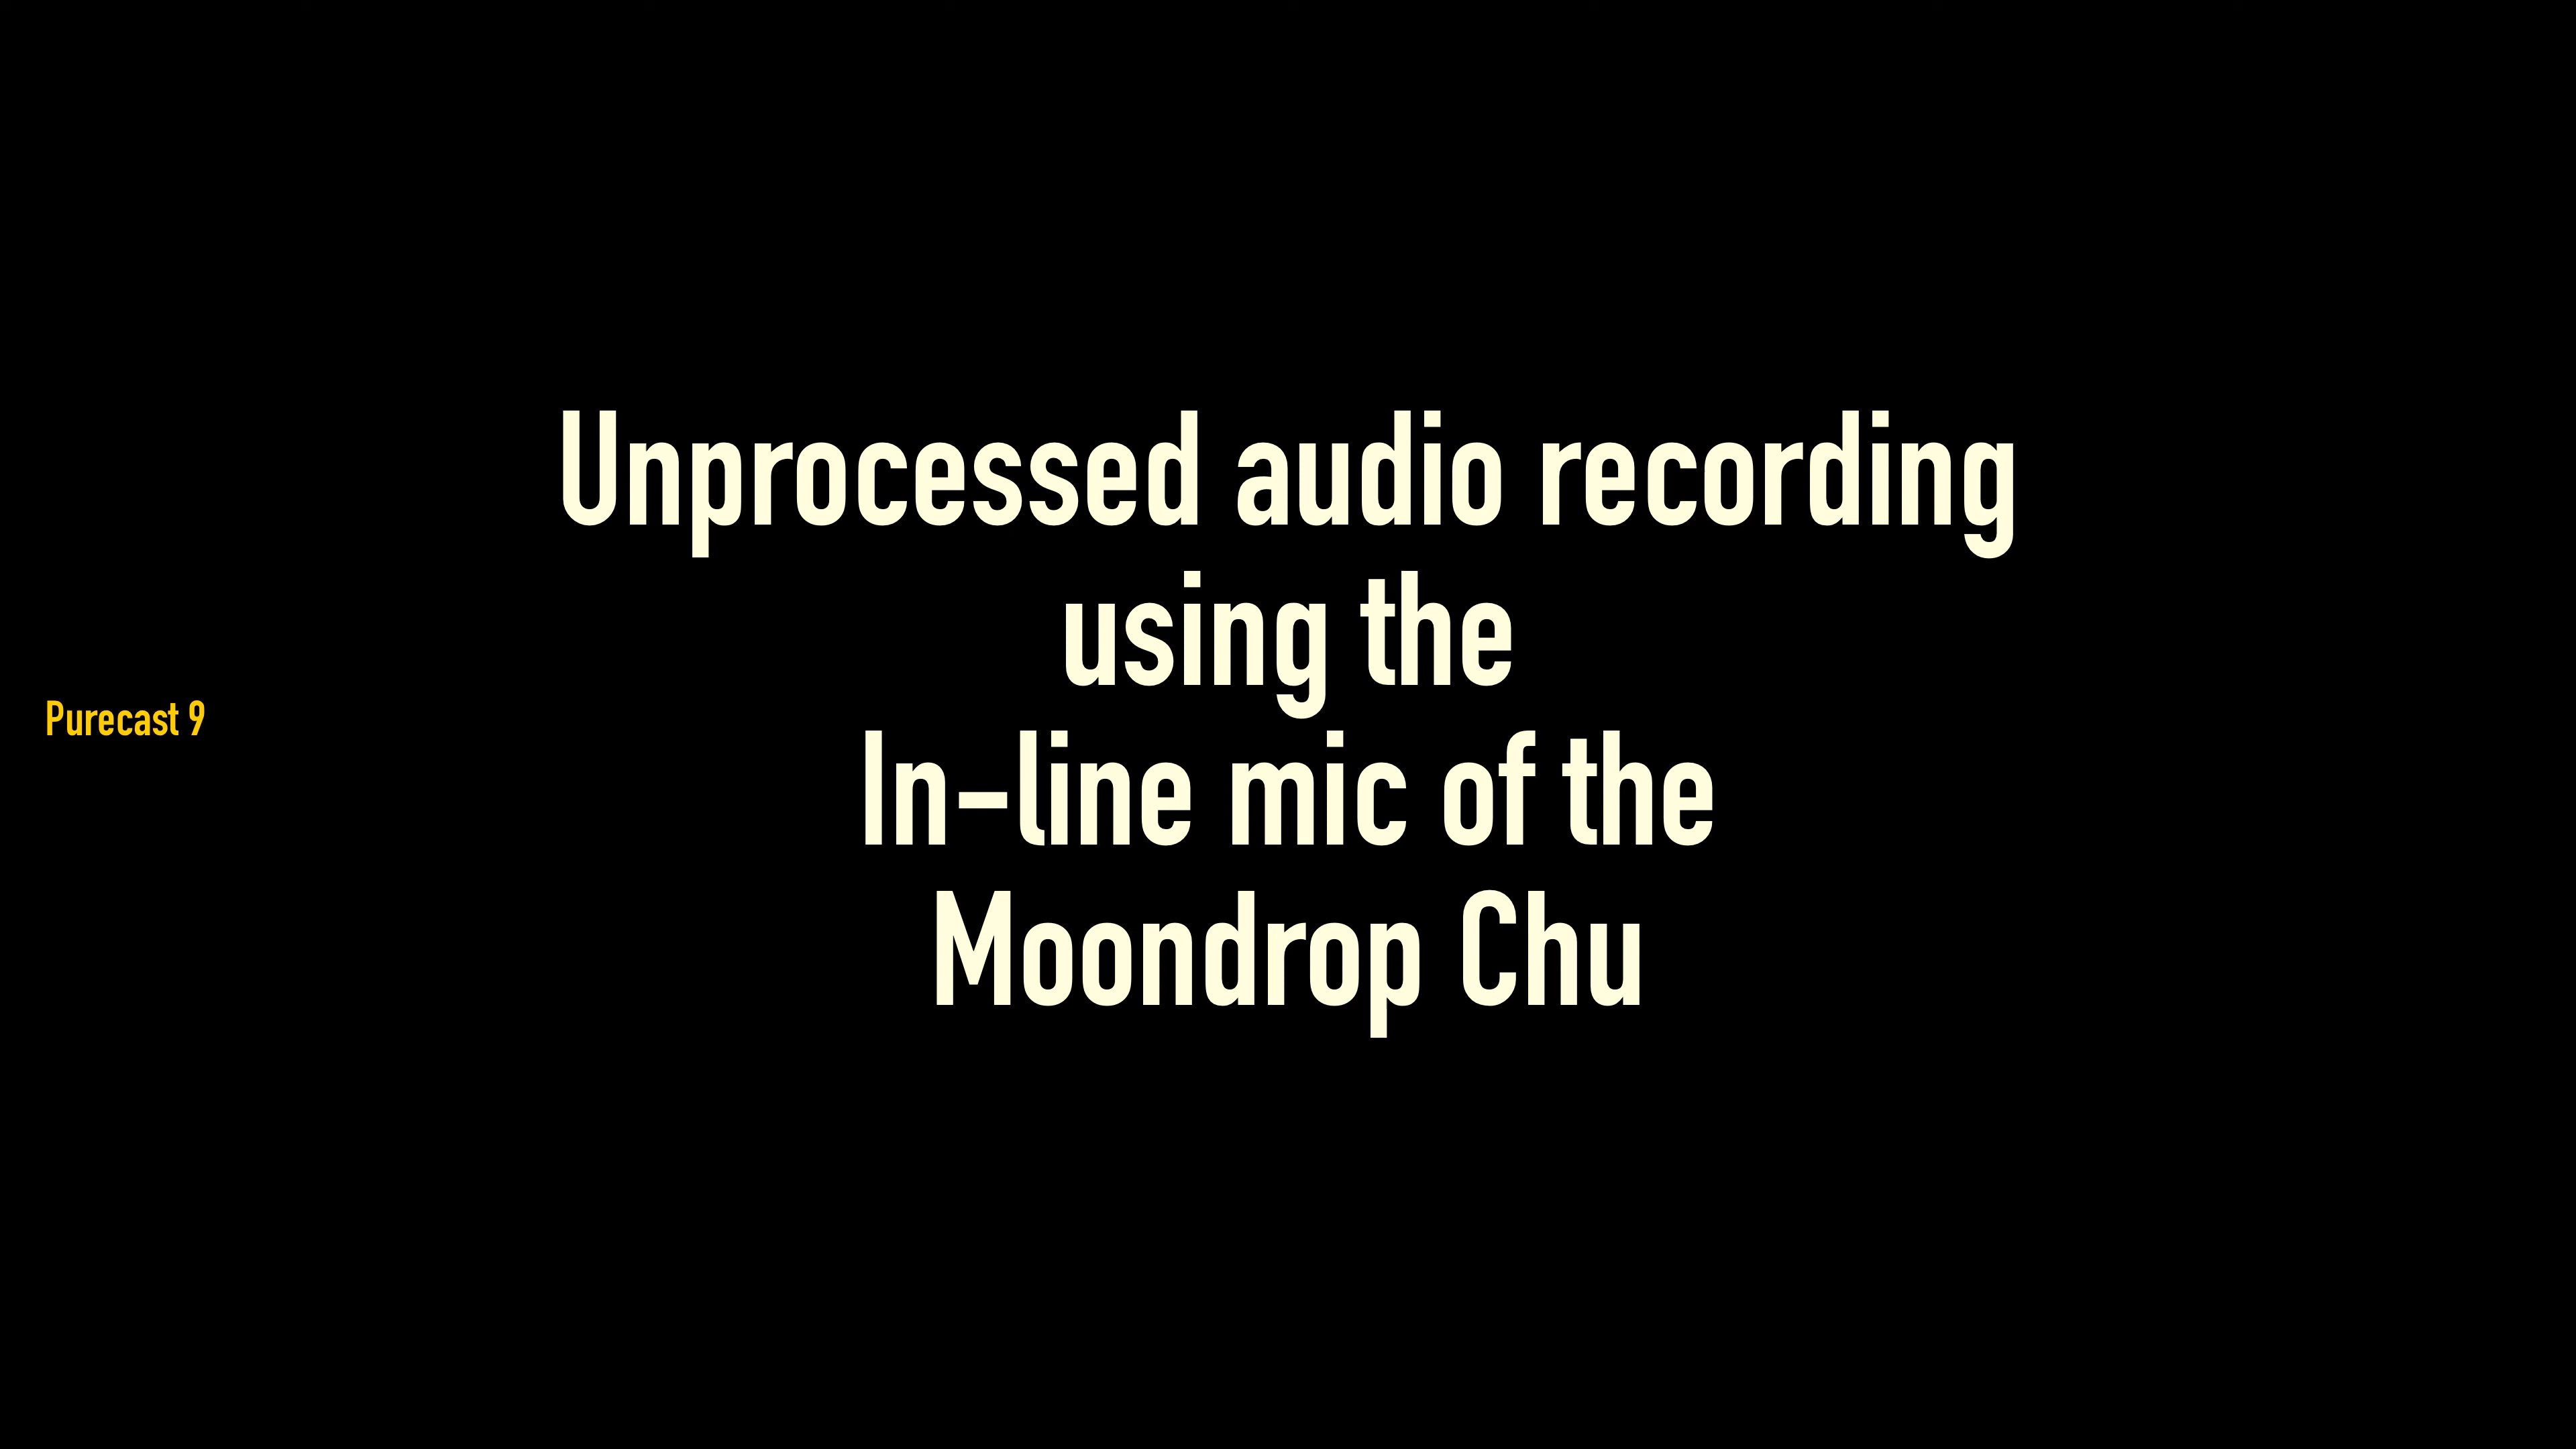 Unprocessed audio recording
using the
In-line mic of the
Moondrop Chu
Purecast 9